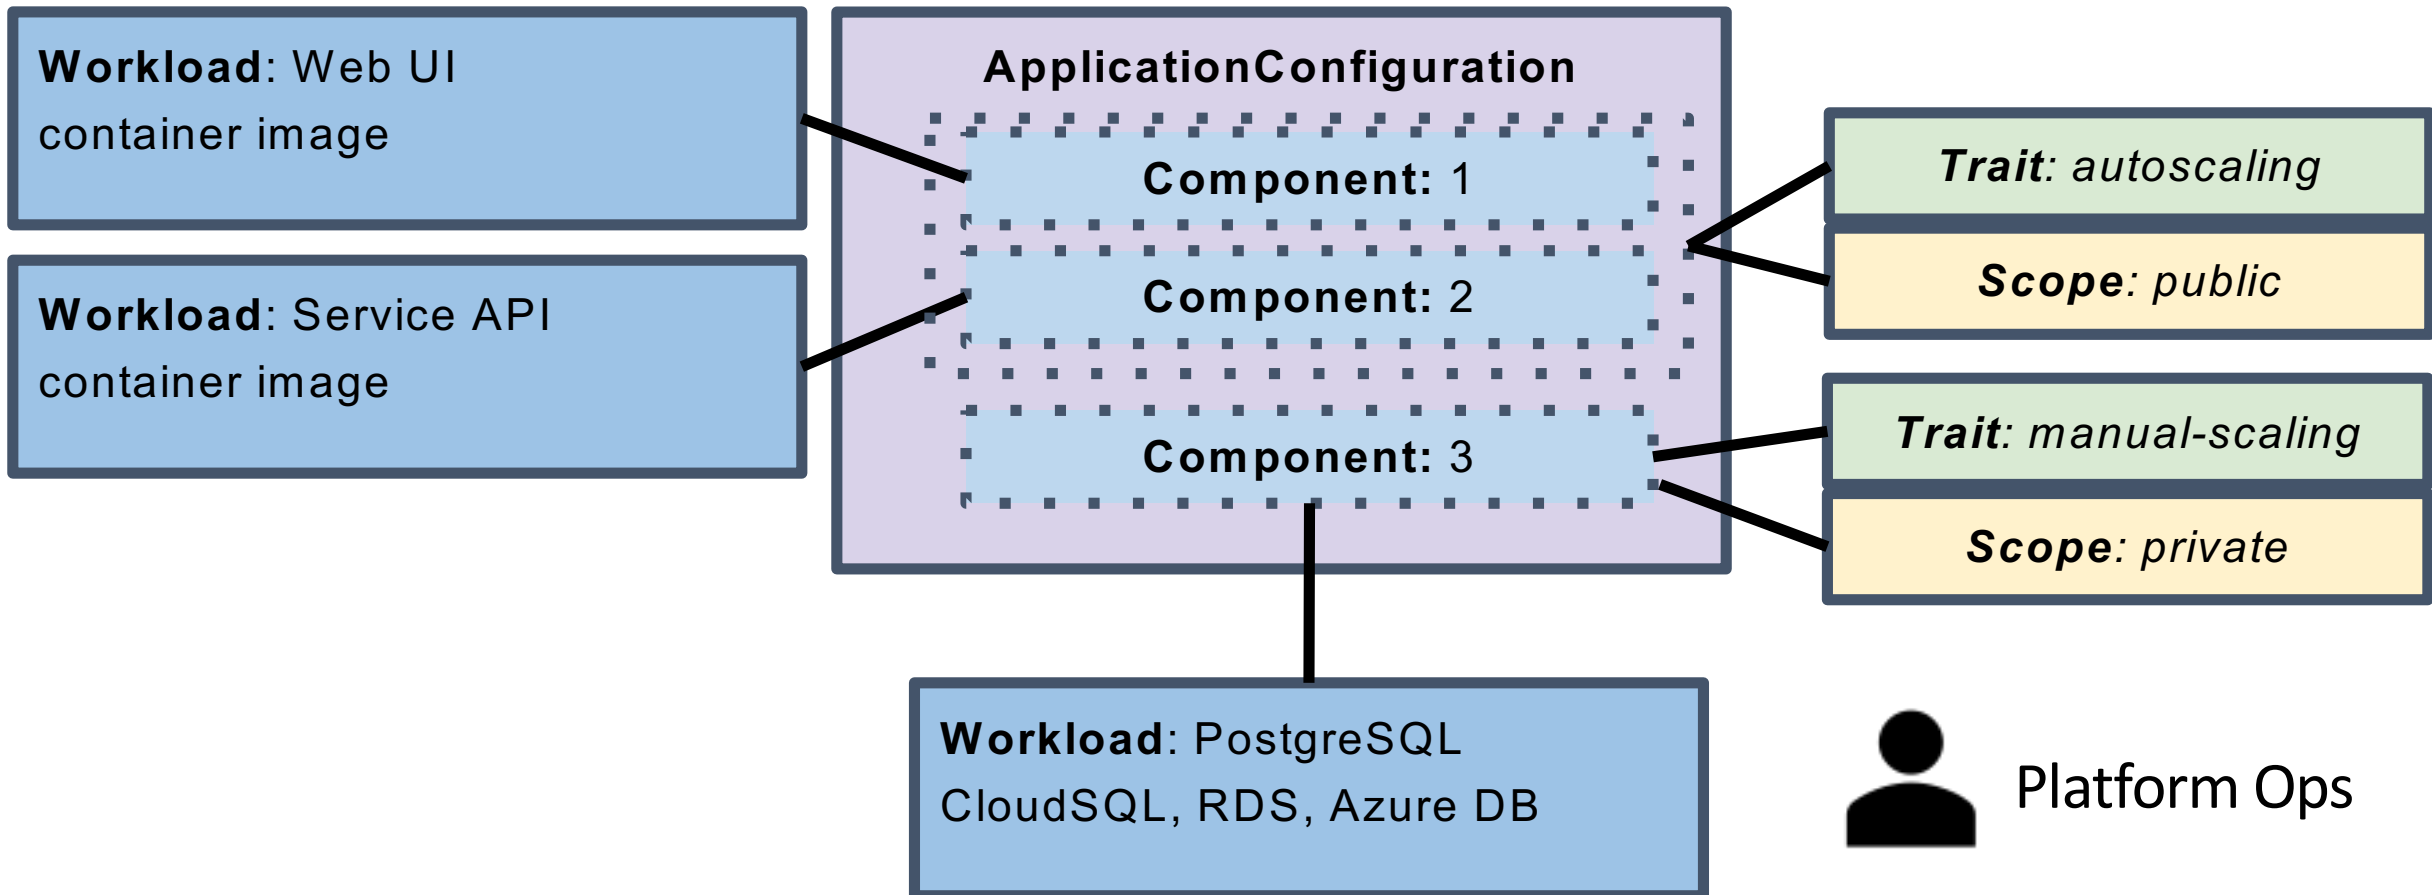 Workload: Web UI
container image
Workload: Service API
container image
ApplicationConfiguration
Component: 1
Component: 2
Component: 3
Trait: autoscaling
Scope: public
Trait: manual-scaling
Scope: private
Workload: PostgreSQL
CloudSQL, RDS, Azure DB
Platform Ops